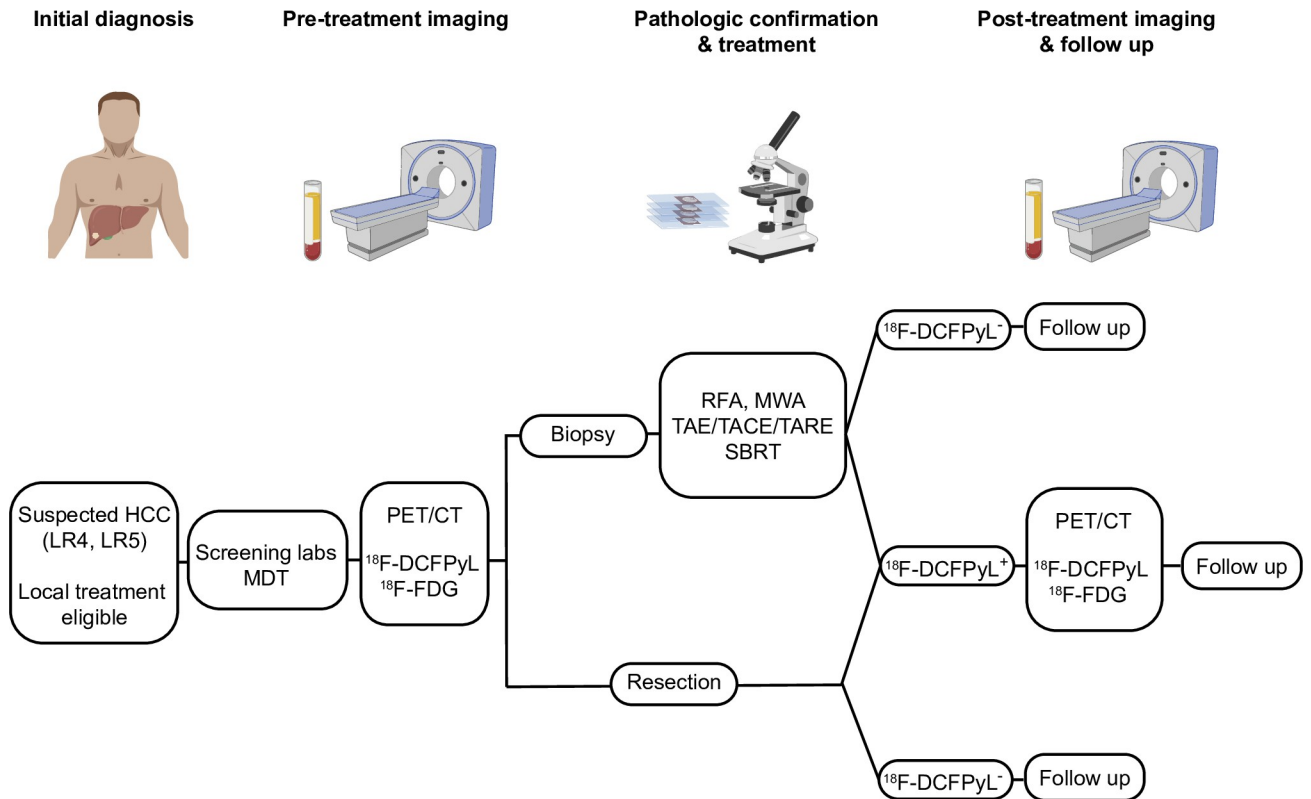 Initial diagnosis
Pre-treatment imaging
Pathologic confirmation
& treatment
Post-treatment imaging
& follow up
Suspected HCC
(LR4, LR5)
Local treatment
eligible
Screening labs
MDT
PET/CT
¹⁸F-DCFPyL
¹⁸F-FDG
Biopsy
RFA, MWA
TAE/TACE/TARE
SBRT
Resection
¹⁸F-DCFPyL⁻
Follow up
¹⁸F-DCFPyL⁺
PET/CT
¹⁸F-DCFPyL
¹⁸F-FDG
Follow up
¹⁸F-DCFPyL⁻
Follow up